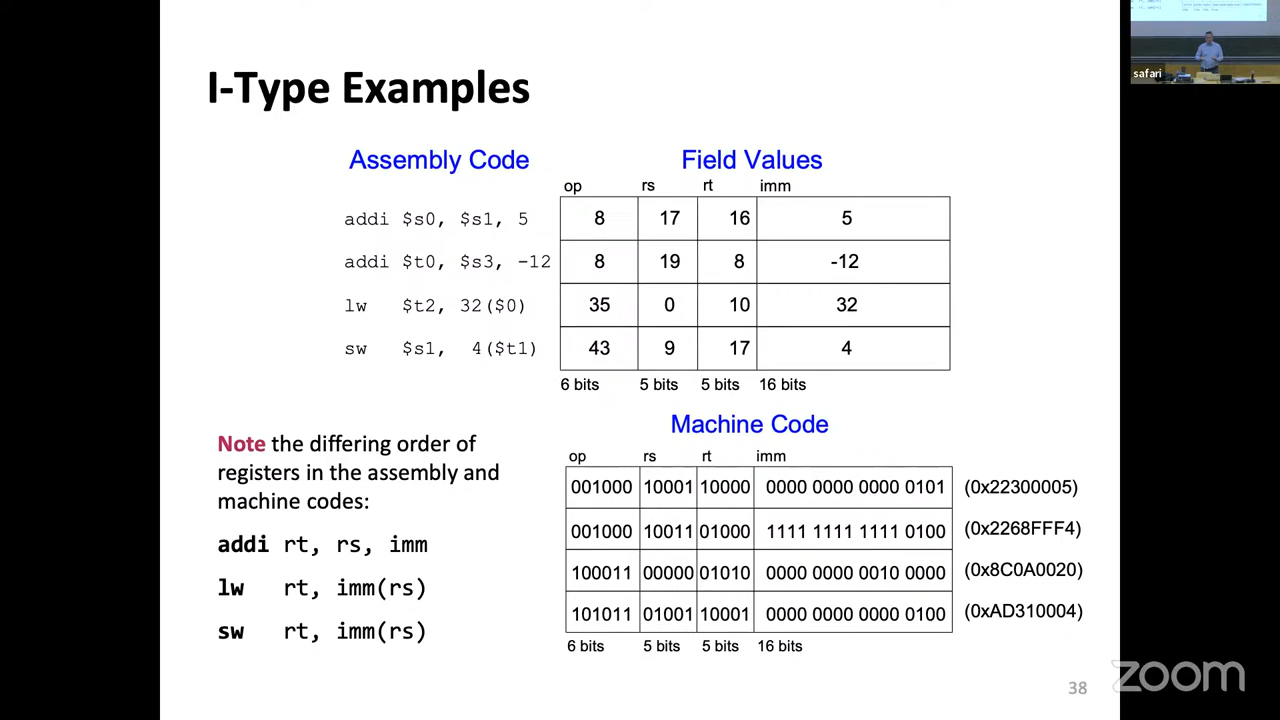 I-Type Examples
Assembly Code
Field Values
op rs rt imm
addi $s0, $s1, 5 8 17 16 5
addi $t0, $s3, -12 8 19 8 -12
lw $t2, 32($0) 35 0 10 32
sw $s1, 4($t1) 43 9 17 4
6 bits 5 bits 5 bits 16 bits
Machine Code
op rs rt imm
001000 10001 10000 0000 0000 0000 0101 (0x22300005)
001000 10011 01000 1111 1111 1111 0100 (0x2268FFF4)
100011 00000 01010 0000 0000 0010 0000 (0x8C0A0020)
101011 01001 10001 0000 0000 0000 0100 (0xAD310004)
6 bits 5 bits 5 bits 16 bits
Note the differing order of
registers in the assembly and
machine codes:
addi rt, rs, imm
lw rt, imm(rs)
sw rt, imm(rs)
38
zoom
safari